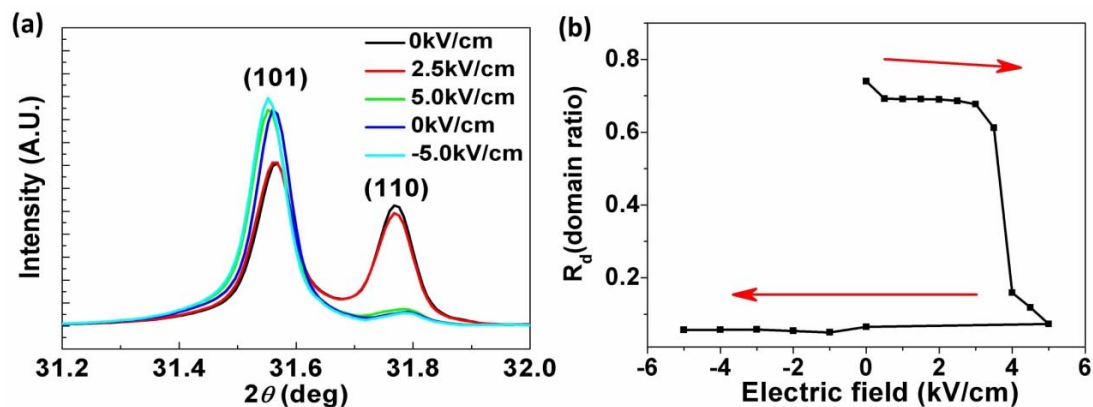 (a)
(101)
(110)
0kV/cm
2.5kV/cm
5.0kV/cm
0kV/cm
-5.0kV/cm
Intensity (A.U.)
31.2 31.4 31.6 31.8 32.0
2θ (deg)
(b)
R_d(domain ratio)
0.8
0.6
0.4
0.2
-6 -4 -2 0 2 4 6
Electric field (kV/cm)